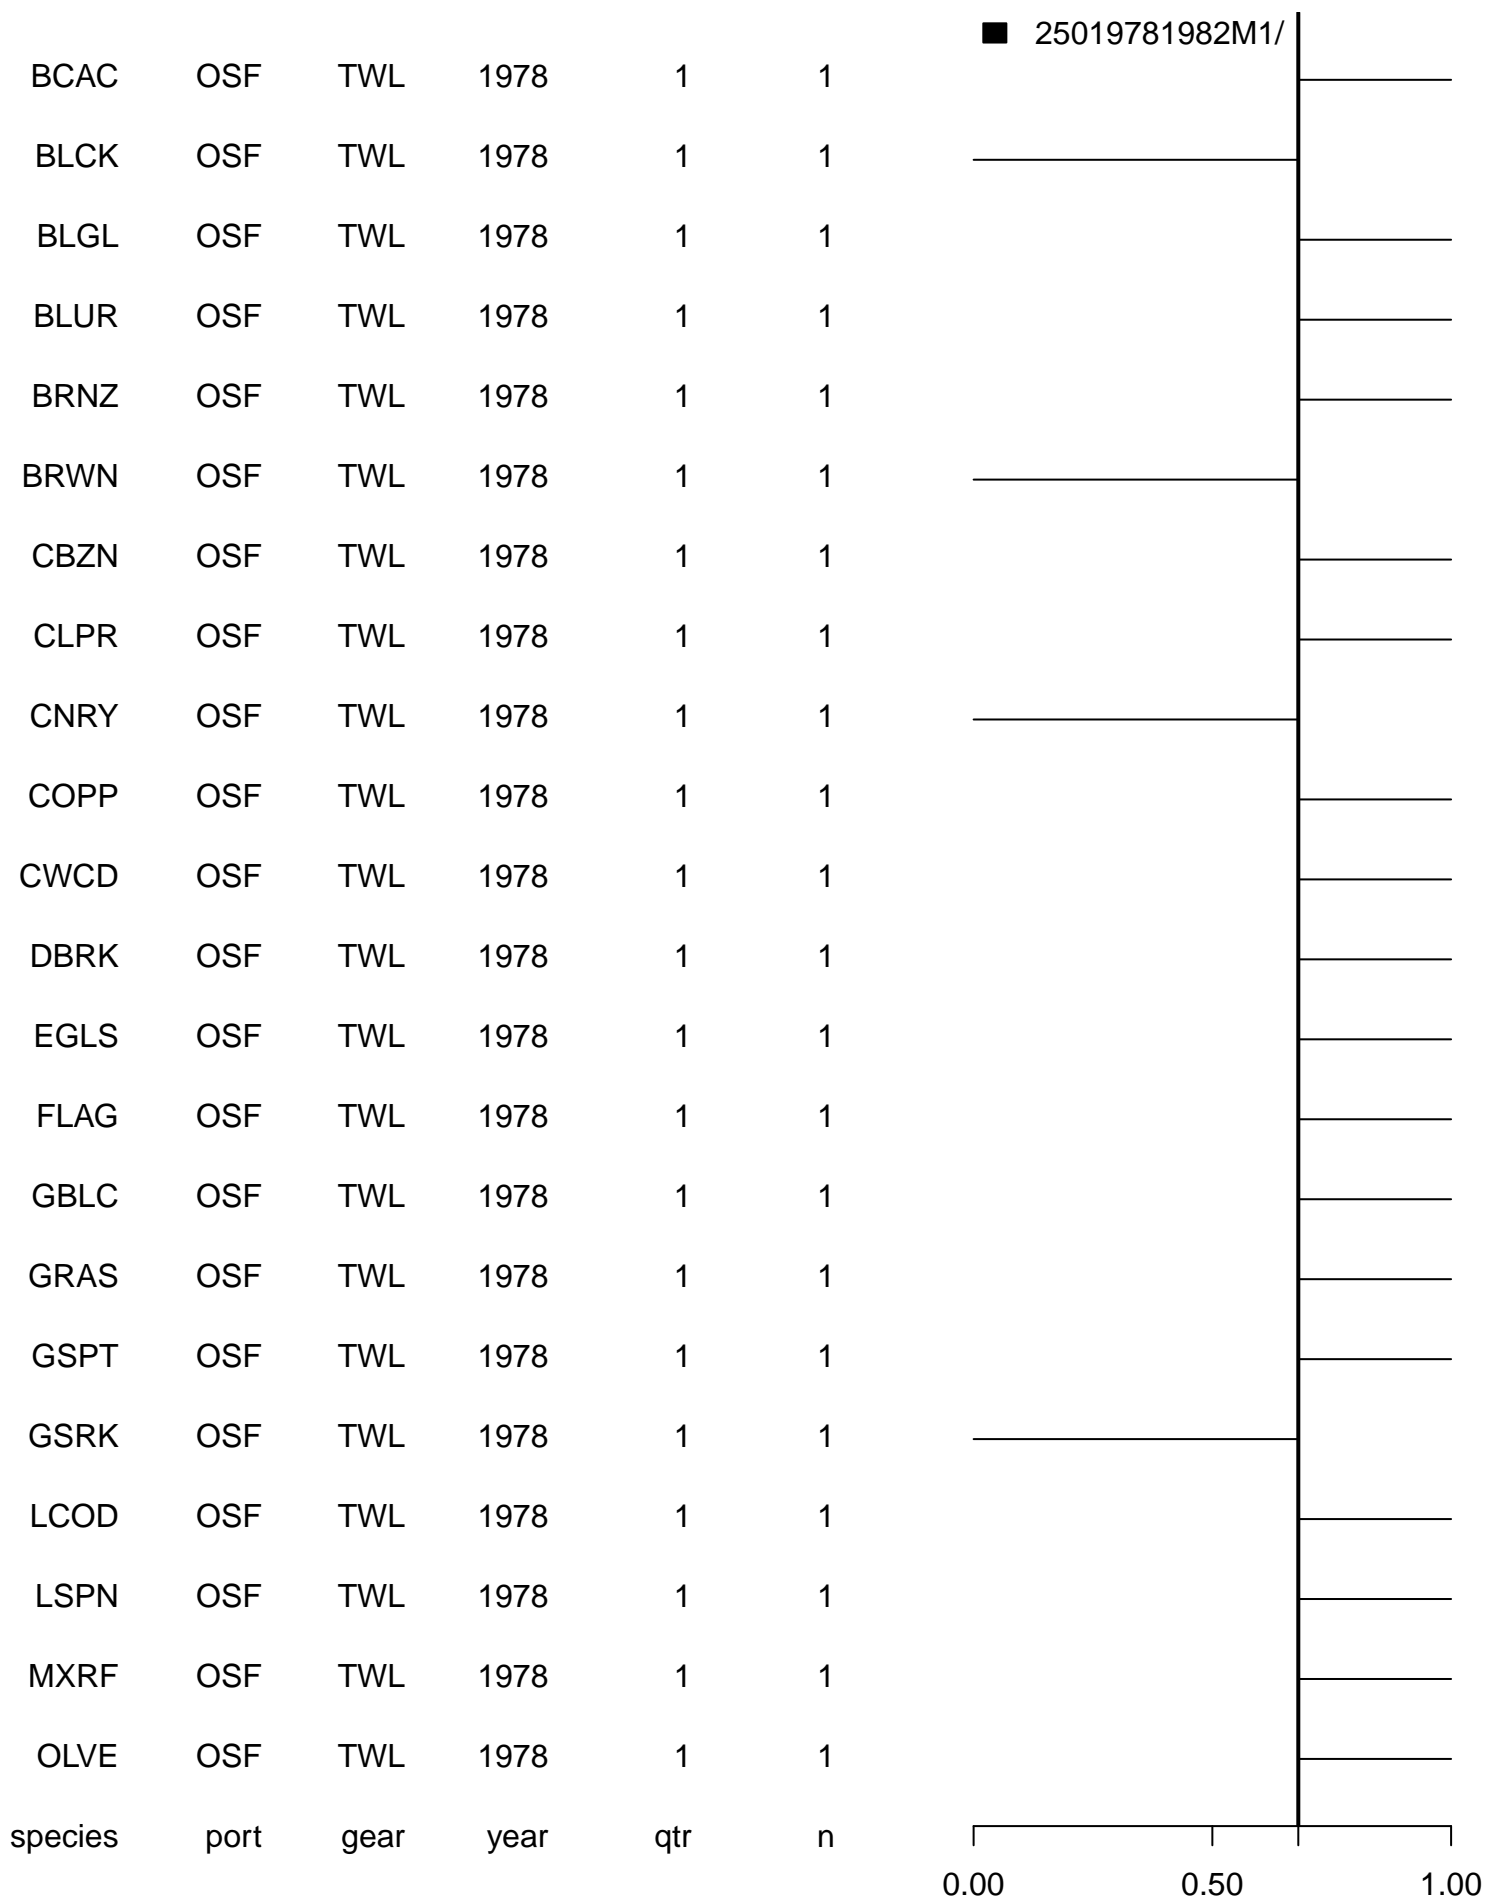 25019781982M1/
BCAC OSF TWL 1978 1 1
BLCK OSF TWL 1978 1 1
BLGL OSF TWL 1978 1 1
BLUR OSF TWL 1978 1 1
BRNZ OSF TWL 1978 1 1
BRWN OSF TWL 1978 1 1
CBZN OSF TWL 1978 1 1
CLPR OSF TWL 1978 1 1
CNRY OSF TWL 1978 1 1
COPP OSF TWL 1978 1 1
CWCD OSF TWL 1978 1 1
DBRK OSF TWL 1978 1 1
EGLS OSF TWL 1978 1 1
FLAG OSF TWL 1978 1 1
GBLC OSF TWL 1978 1 1
GRAS OSF TWL 1978 1 1
GSPT OSF TWL 1978 1 1
GSRK OSF TWL 1978 1 1
LCOD OSF TWL 1978 1 1
LSPN OSF TWL 1978 1 1
MXRF OSF TWL 1978 1 1
OLVE OSF TWL 1978 1 1
species port gear year qtr n
0.00 0.50 1.00